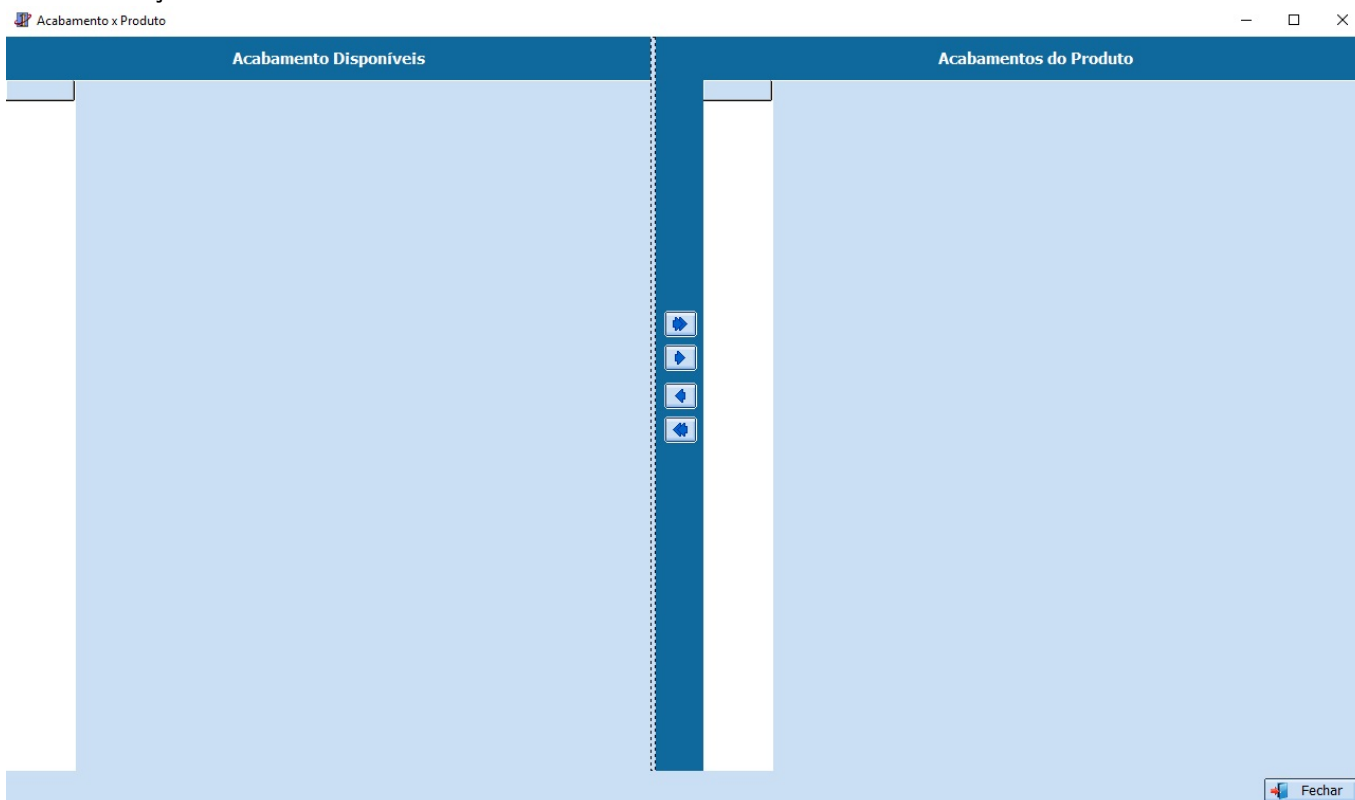 Acabamento x Produto
Acabamento Disponíveis
Acabamentos do Produto
Fechar